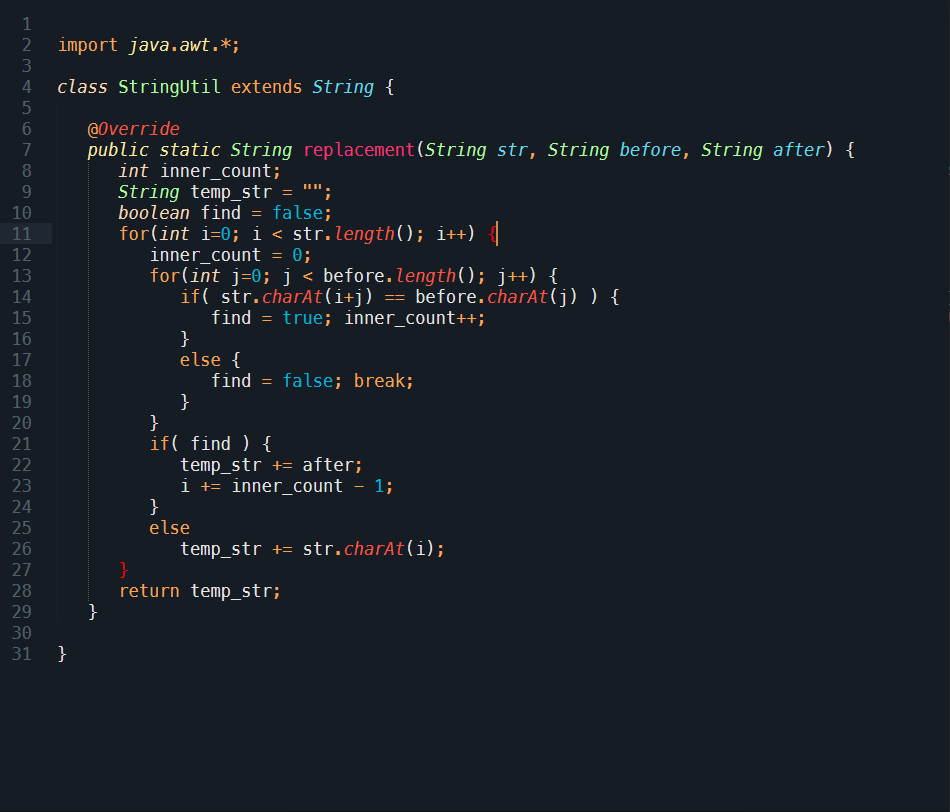 1
2 import java.awt.*;
3
4 class StringUtil extends String {
5
6 @Override
7 public static String replacement(String str, String before, String after) {
8 int inner_count;
9 String temp_str = "";
10 boolean find = false;
11 for(int i=0; i < str.length(); i++) {
12 inner_count = 0;
13 for(int j=0; j < before.length(); j++) {
14 if( str.charAt(i+j) == before.charAt(j) ) {
15 find = true; inner_count++;
16 }
17 else {
18 find = false; break;
19 }
20 }
21 if( find ) {
22 temp_str += after;
23 i += inner_count - 1;
24 }
25 else
26 temp_str += str.charAt(i);
27 }
28 return temp_str;
29 }
30
31 }